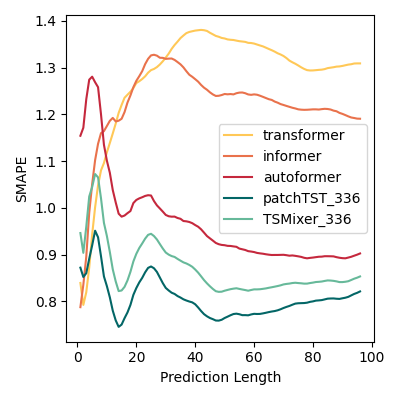 1.4
1.3
1.2
1.1
1.0
0.9
0.8
SMAPE
transformer
informer
autoformer
patchTST_336
TSMixer_336
0 20 40 60 80 100
Prediction Length